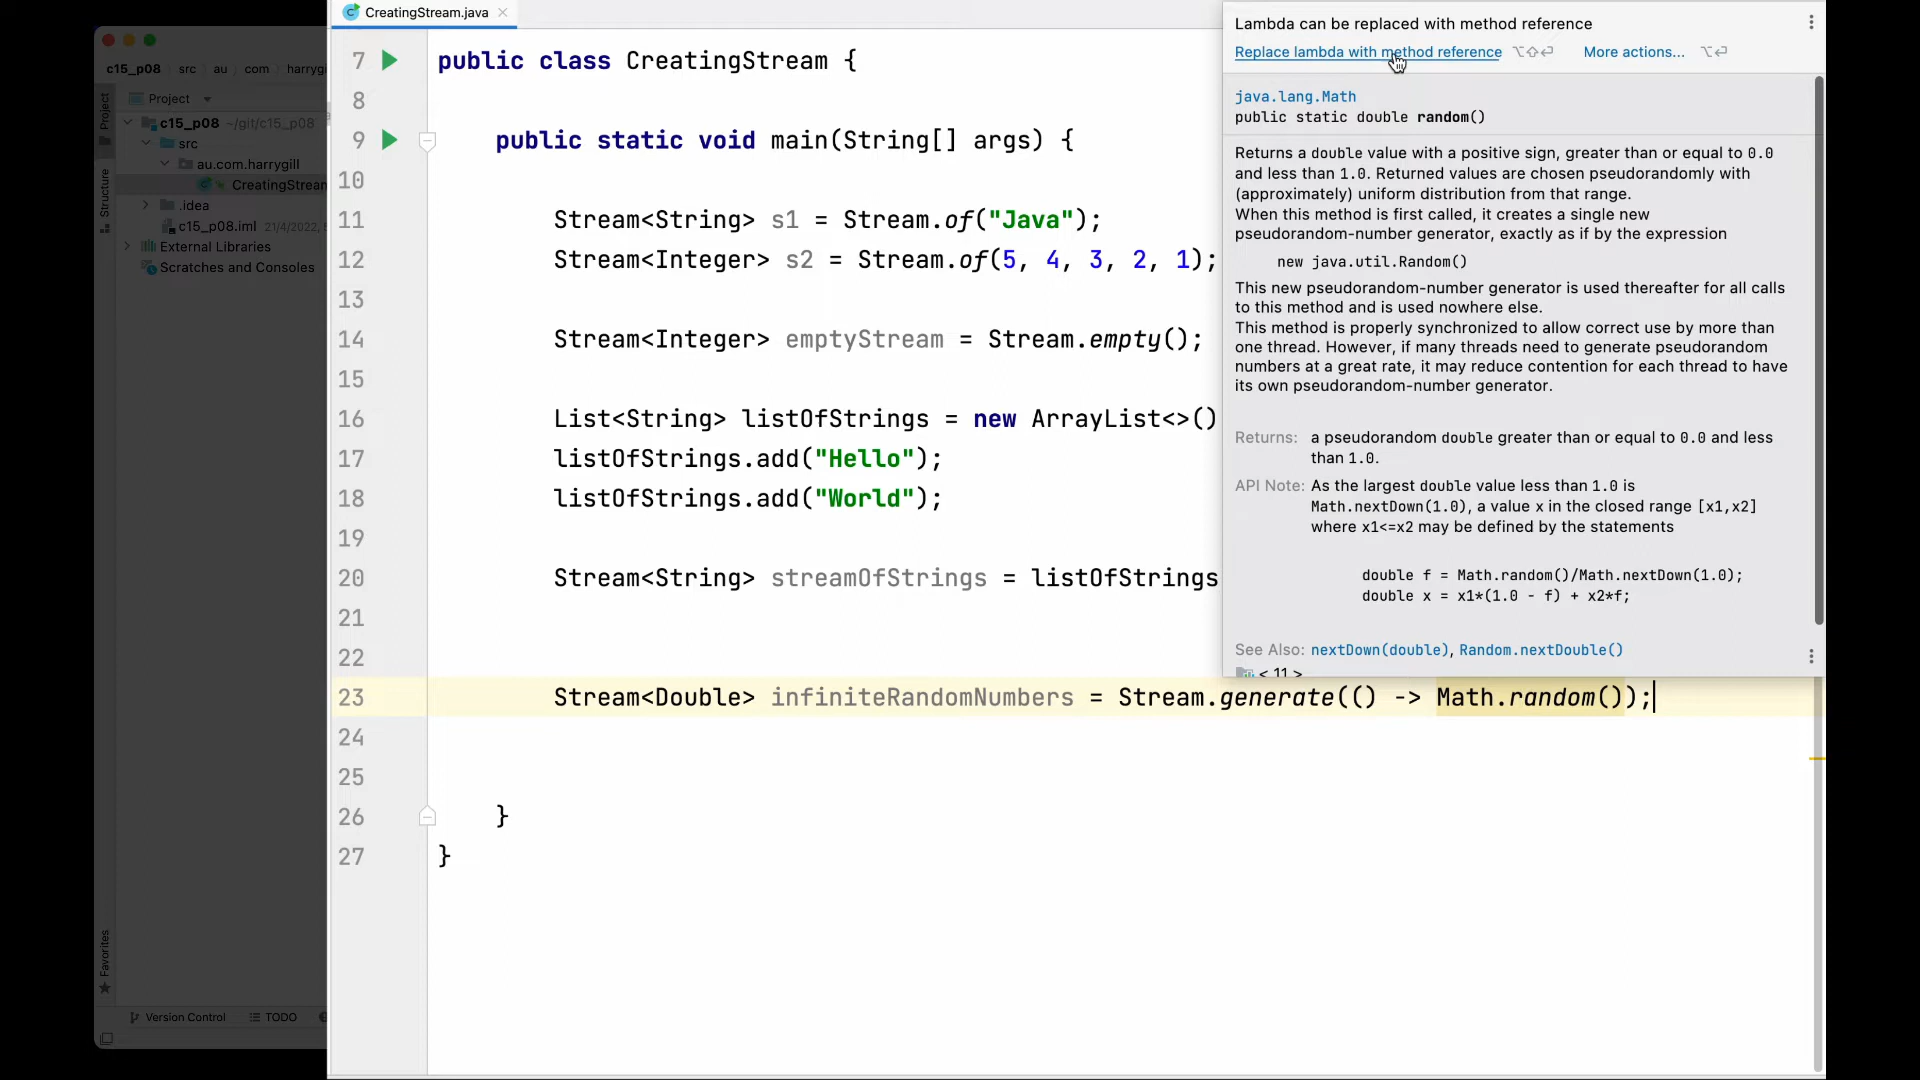 CreatingStream.java
c15_p08 src au com harrygil
Project
c15_p08 ~/git/c15_p08
src
au.com.harrygill
CreatingStream
.idea
c15_p08.iml 21/4/2022,
External Libraries
Scratches and Consoles
Project
Structure
Favorites
Version Control
TODO
7 public class CreatingStream {
8
9 public static void main(String[] args) {
10
11 Stream<String> s1 = Stream.of("Java");
12 Stream<Integer> s2 = Stream.of(5, 4, 3, 2, 1);
13
14 Stream<Integer> emptyStream = Stream.empty();
15
16 List<String> listOfStrings = new ArrayList<>()
17 listOfStrings.add("Hello");
18 listOfStrings.add("World");
19
20 Stream<String> streamOfStrings = listOfStrings
21
22
23 Stream<Double> infiniteRandomNumbers = Stream.generate(() -> Math.random());
24
25
26 }
27 }
Lambda can be replaced with method reference
Replace lambda with method reference ⌥⇧⏎ More actions... ⌥⏎
java.lang.Math
public static double random()
Returns a double value with a positive sign, greater than or equal to 0.0
and less than 1.0. Returned values are chosen pseudorandomly with
(approximately) uniform distribution from that range.
When this method is first called, it creates a single new
pseudorandom-number generator, exactly as if by the expression
new java.util.Random()
This new pseudorandom-number generator is used thereafter for all calls
to this method and is used nowhere else.
This method is properly synchronized to allow correct use by more than
one thread. However, if many threads need to generate pseudorandom
numbers at a great rate, it may reduce contention for each thread to have
its own pseudorandom-number generator.
Returns: a pseudorandom double greater than or equal to 0.0 and less
than 1.0.
API Note: As the largest double value less than 1.0 is
Math.nextDown(1.0), a value x in the closed range [x1,x2]
where x1<=x2 may be defined by the statements
double f = Math.random()/Math.nextDown(1.0);
double x = x1*(1.0 - f) + x2*f;
See Also: nextDown(double), Random.nextDouble()
< 11 >